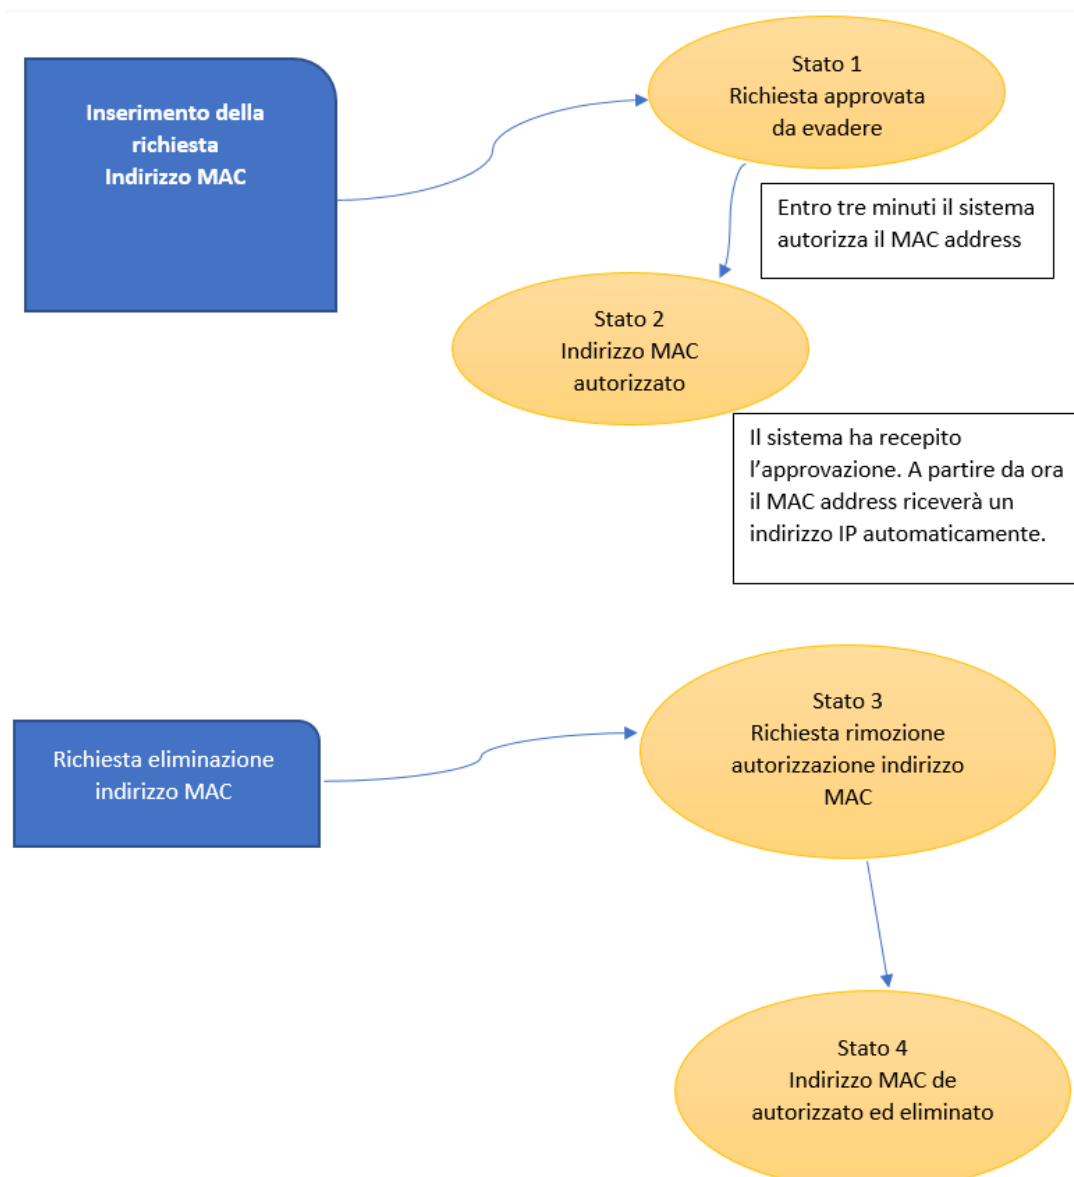 Inserimento della
richiesta
Indirizzo MAC
Stato 1
Richiesta approvata
da evadere
Entro tre minuti il sistema
autorizza il MAC address
Stato 2
Indirizzo MAC
autorizzato
Il sistema ha recepito
l’approvazione. A partire da ora
il MAC address riceverà un
indirizzo IP automaticamente.
Richiesta eliminazione
indirizzo MAC
Stato 3
Richiesta rimozione
autorizzazione indirizzo
MAC
Stato 4
Indirizzo MAC de
autorizzato ed eliminato